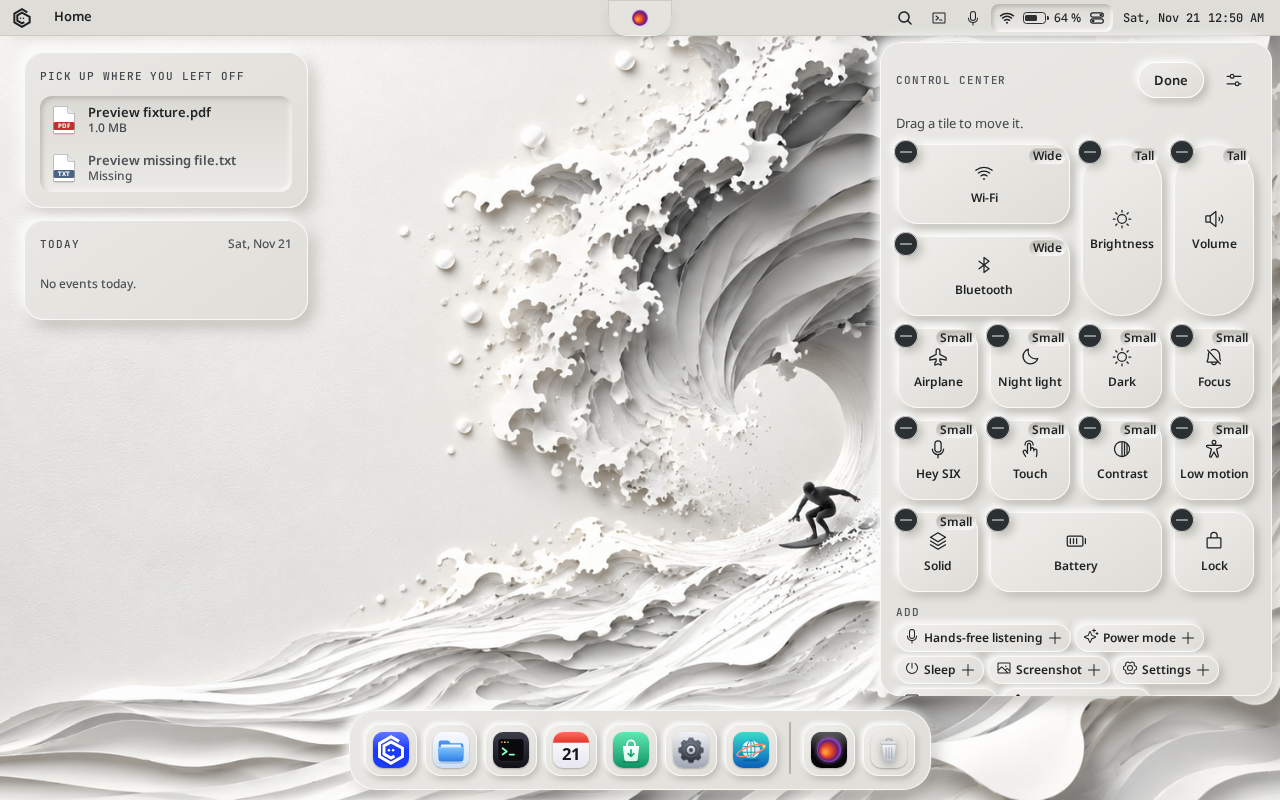 Home
64 %
Sat, Nov 21 12:50 AM
PICK UP WHERE YOU LEFT OFF
PDF
Preview fixture.pdf
1.0 MB
TXT
Preview missing file.txt
Missing
TODAY
Sat, Nov 21
No events today.
CONTROL CENTER
Done
Drag a tile to move it.
Wide
Wi-Fi
Tall
Brightness
Tall
Volume
Wide
Bluetooth
Small
Airplane
Small
Night light
Small
Dark
Small
Focus
Small
Hey SIX
Small
Touch
Small
Contrast
Small
Low motion
Small
Solid
Battery
Lock
ADD
Hands-free listening
Power mode
Sleep
Screenshot
Settings
21